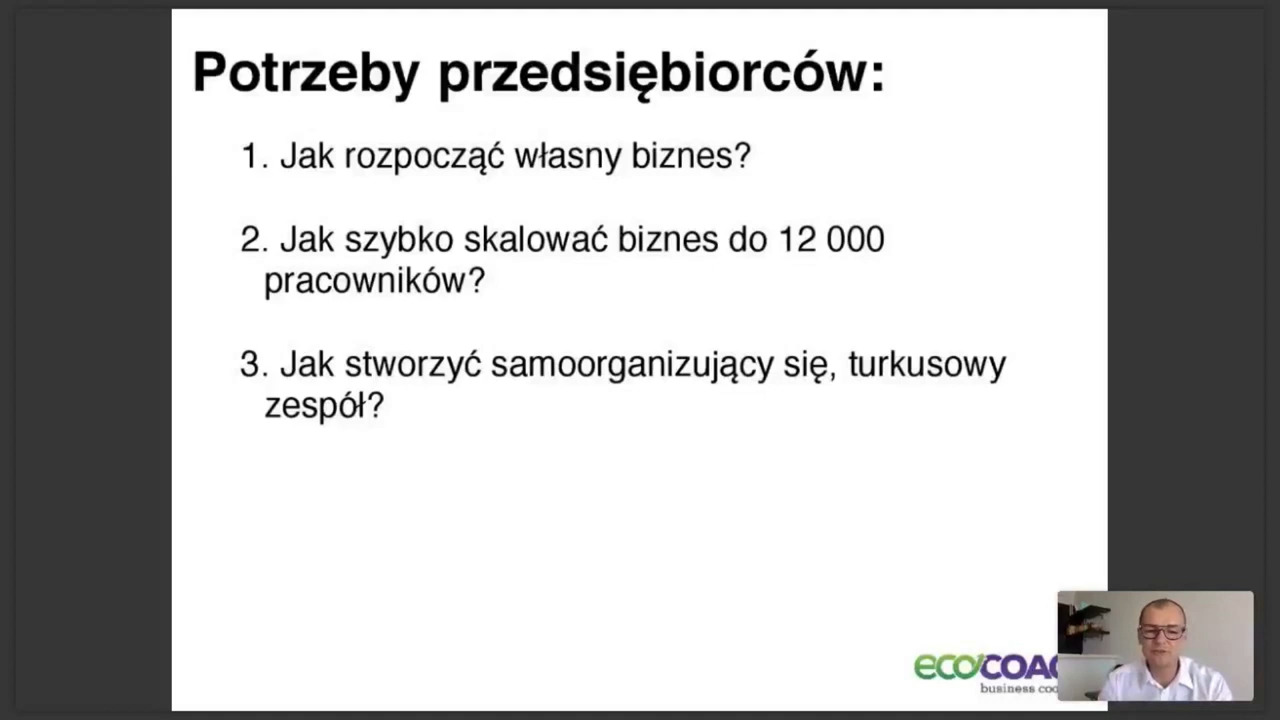 Potrzeby przedsiębiorców:
1. Jak rozpocząć własny biznes?
2. Jak szybko skalować biznes do 12 000
pracowników?
3. Jak stworzyć samoorganizujący się, turkusowy
zespół?
business